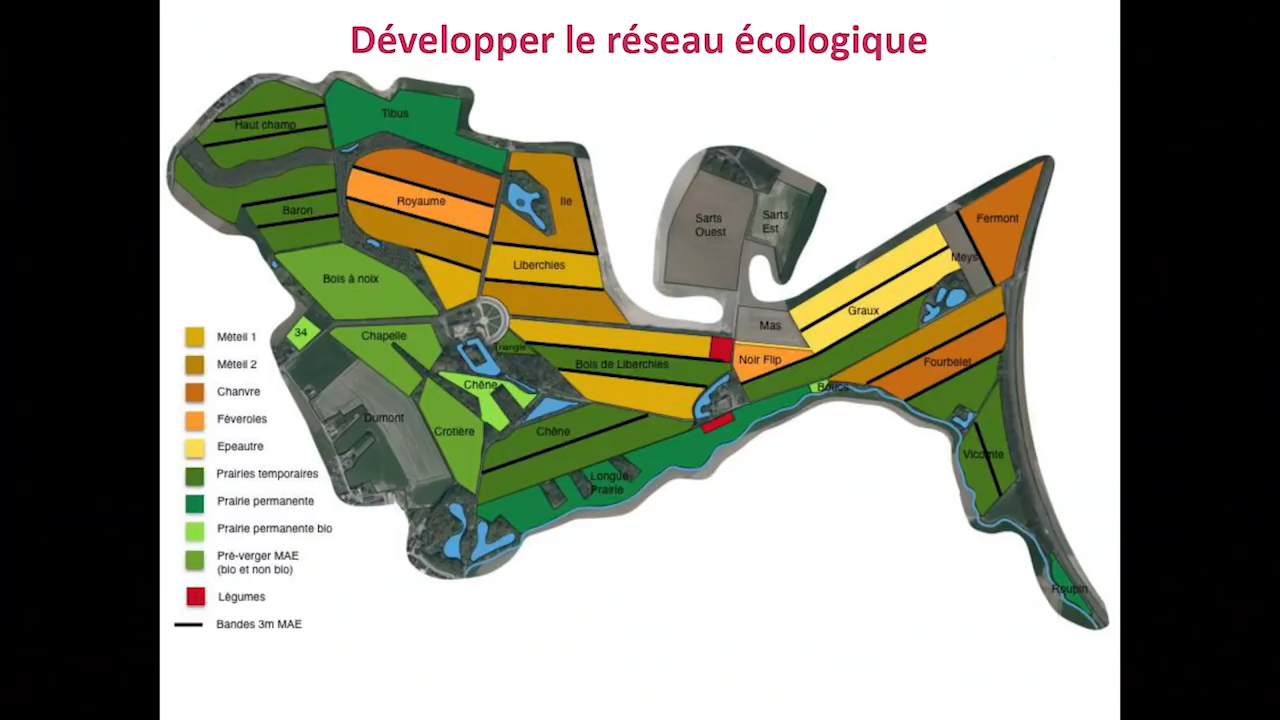 Développer le réseau écologique
Tibus
Haut champ
Baron
Royaume
Ile
Liberchies
Bois à noix
Sarts
Ouest
Sarts
Est
Fermont
Meys
Graux
Mas
Noir Flip
Fourbelet
Boucs
34
Chapelle
riangle
Bois de Liberchies
Chêne
Dumont
Crotière
Chêne
Longue
Prairie
Vicomte
Roupin
Méteil 1
Méteil 2
Chanvre
Féveroles
Epeautre
Prairies temporaires
Prairie permanente
Prairie permanente bio
Pré-verger MAE
(bio et non bio)
Légumes
Bandes 3m MAE